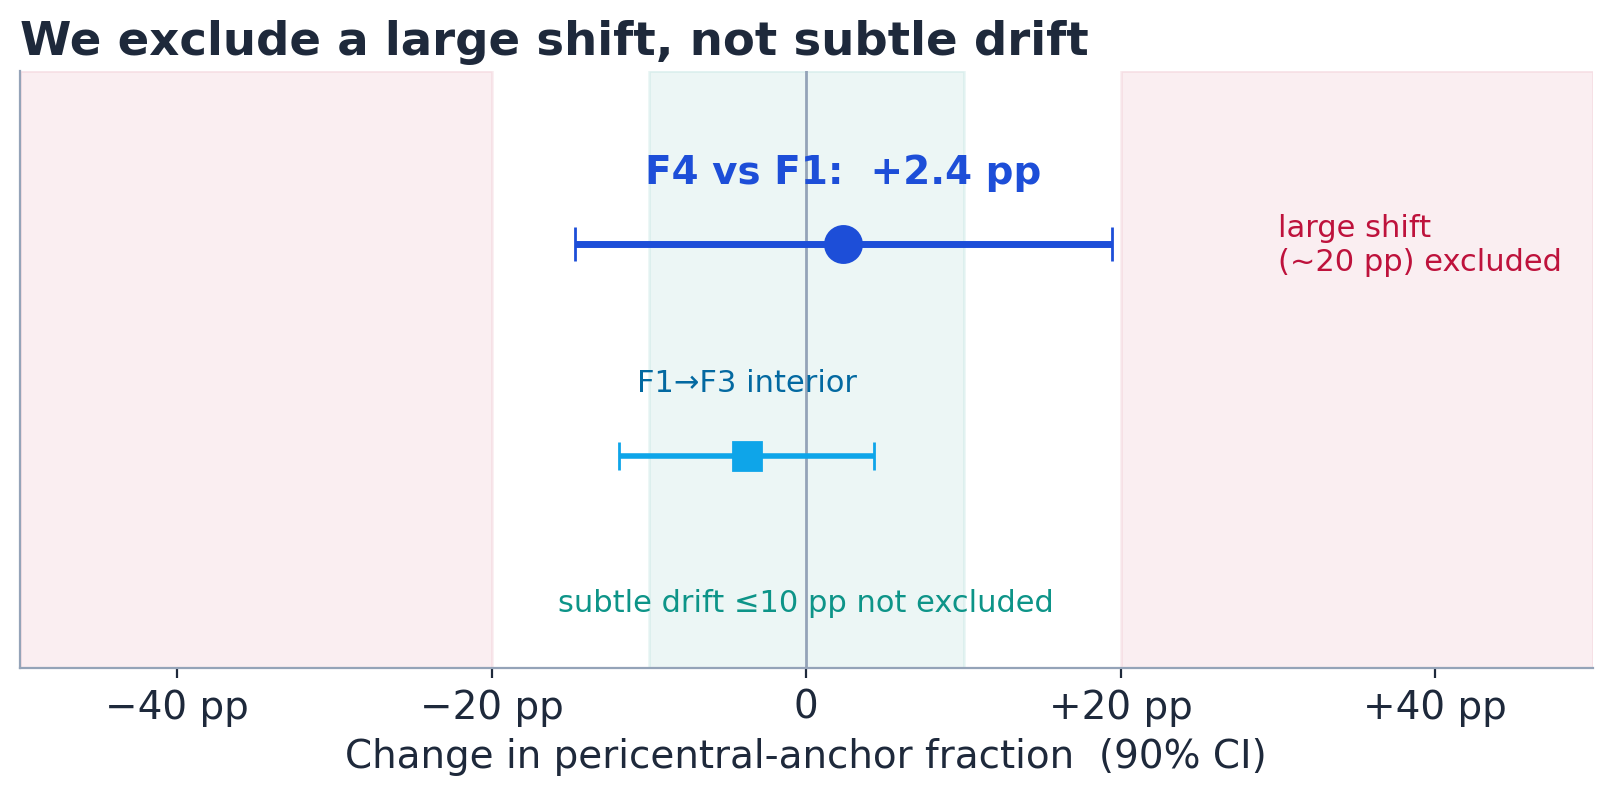 We exclude a large shift, not subtle drift
F4 vs F1:  +2.4 pp
large shift
(~20 pp) excluded
F1→F3 interior
subtle drift ≤10 pp not excluded
−40 pp
−20 pp
0
+20 pp
+40 pp
Change in pericentral-anchor fraction  (90% CI)